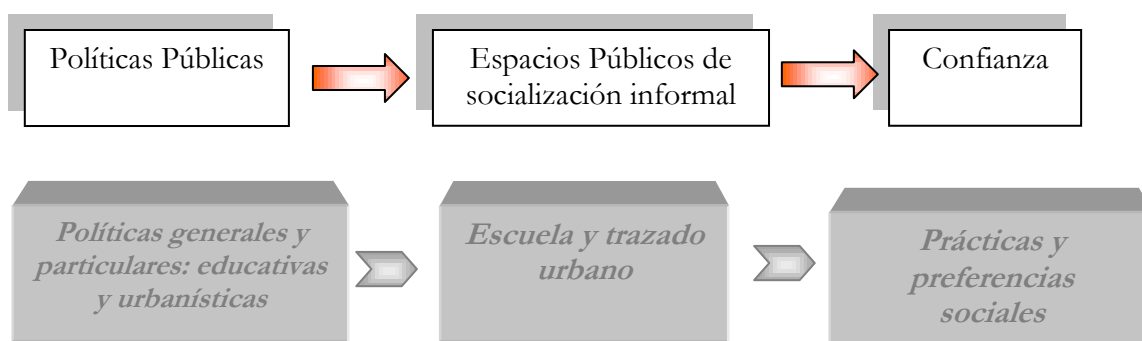 Políticas Públicas
Espacios Públicos de
socialización informal
Confianza
Políticas generales y
particulares: educativas
y urbanísticas
Escuela y trazado
urbano
Prácticas y
preferencias
sociales